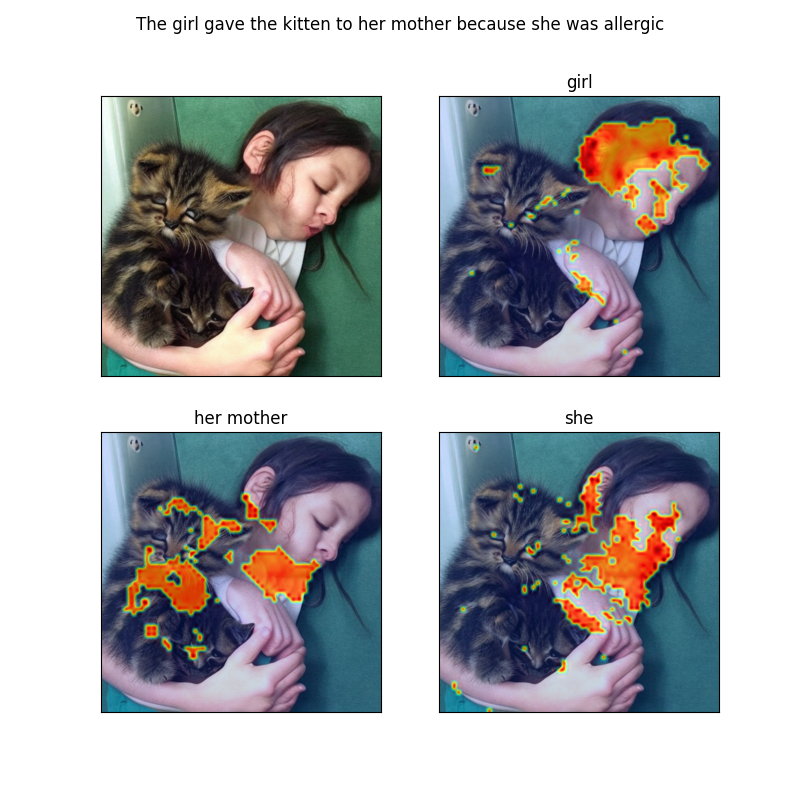 The girl gave the kitten to her mother because she was allergic
girl
her mother
she